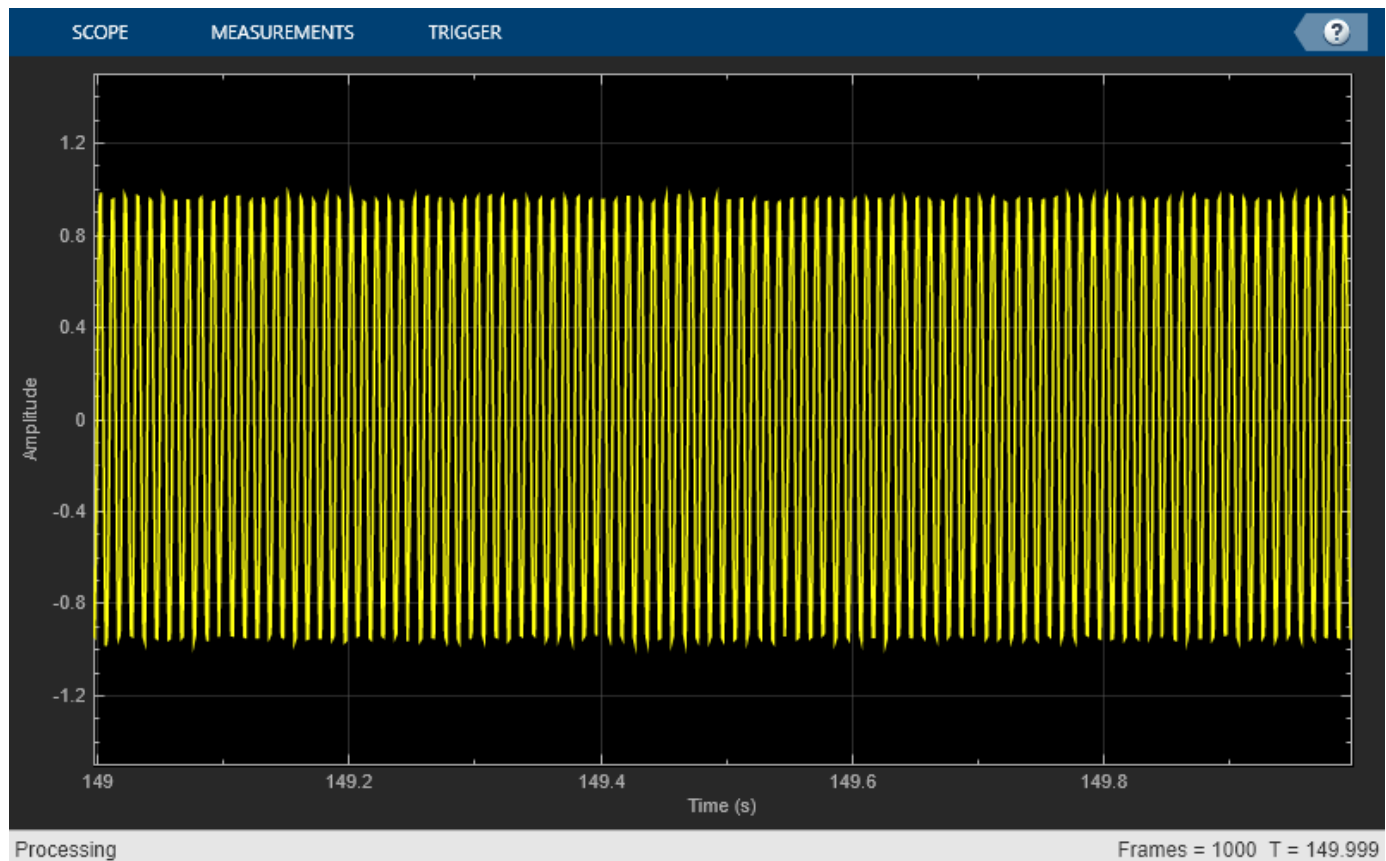 SCOPE MEASUREMENTS TRIGGER ?
1.2
0.8
0.4
0
-0.4
-0.8
-1.2
Amplitude
149 149.2 149.4 149.6 149.8
Time (s)
Processing Frames = 1000 T = 149.999